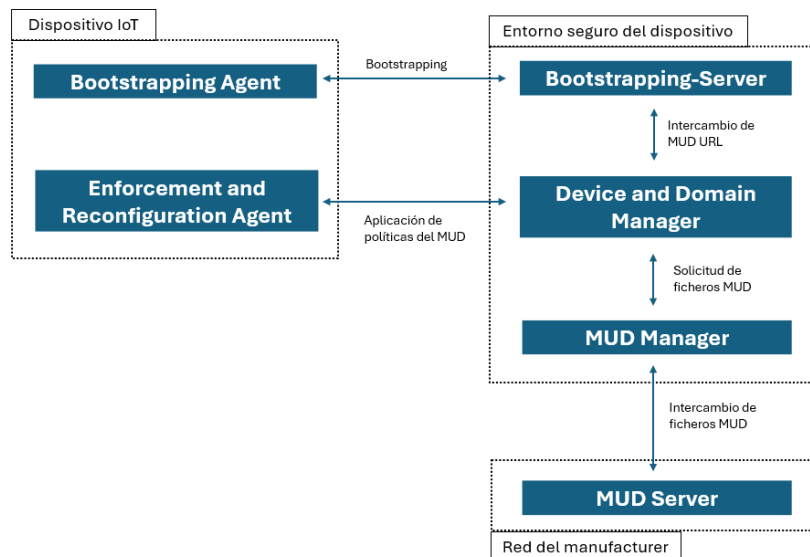 Dispositivo IoT
Entorno seguro del dispositivo
Bootstrapping Agent
Bootstrapping
Bootstrapping-Server
Intercambio de
MUD URL
Enforcement and
Reconfiguration Agent
Aplicación de
políticas del MUD
Device and Domain
Manager
Solicitud de
ficheros MUD
MUD Manager
Intercambio de
ficheros MUD
MUD Server
Red del manufacturer